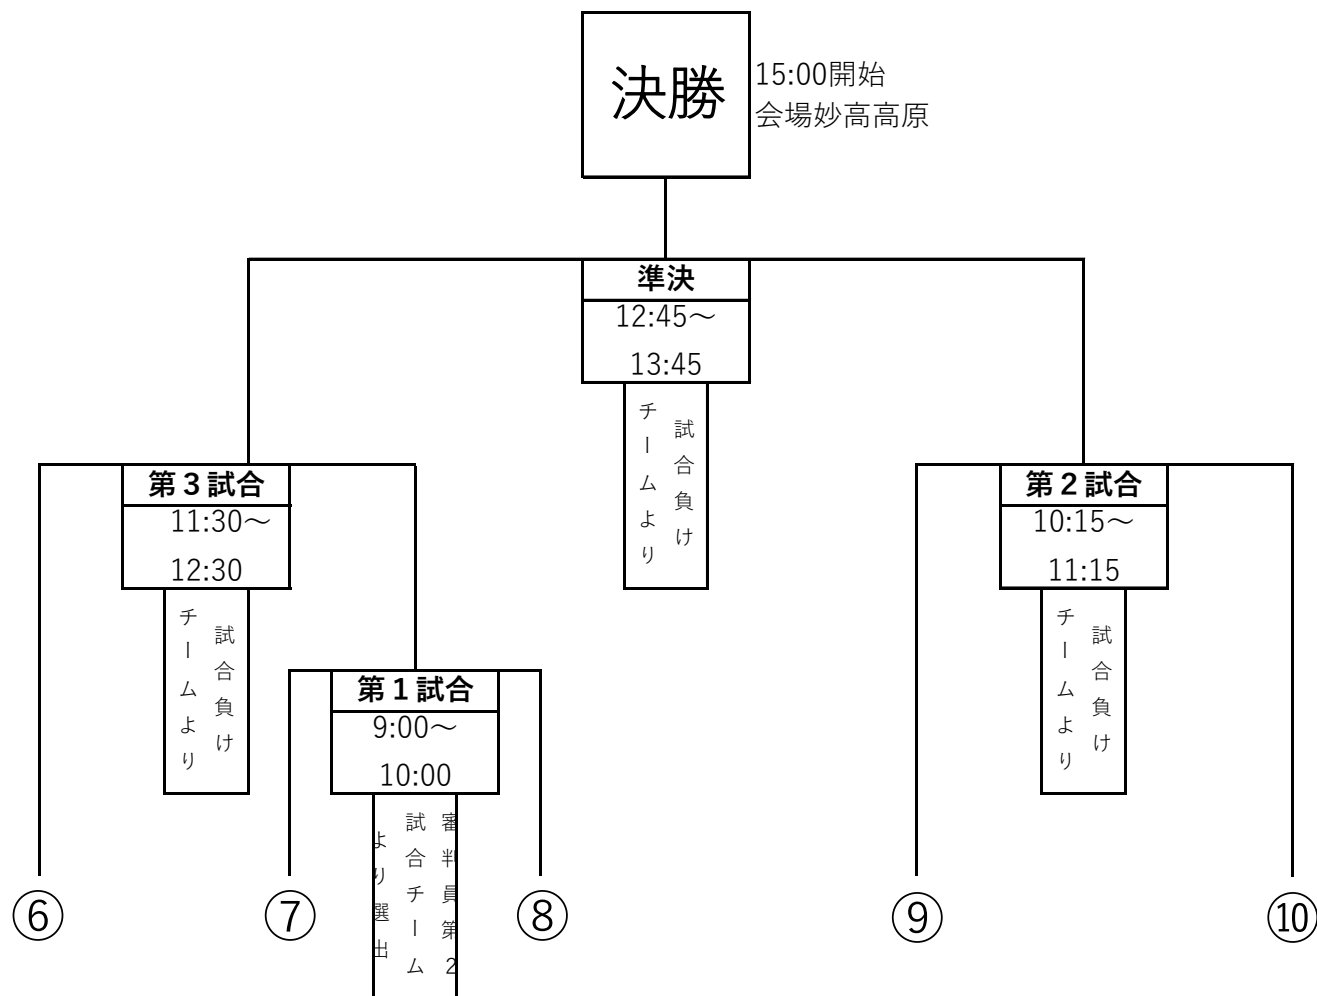 決勝
15:00開始
会場妙高高原
準決
12:45～
13:45
試合負け
チームより
第３試合
11:30～
12:30
試合負け
チームより
第２試合
10:15～
11:15
試合負け
チームより
第１試合
9:00～
10:00
審判員第２
試合チーム
より選出
⑥
⑦
⑧
⑨
⑩